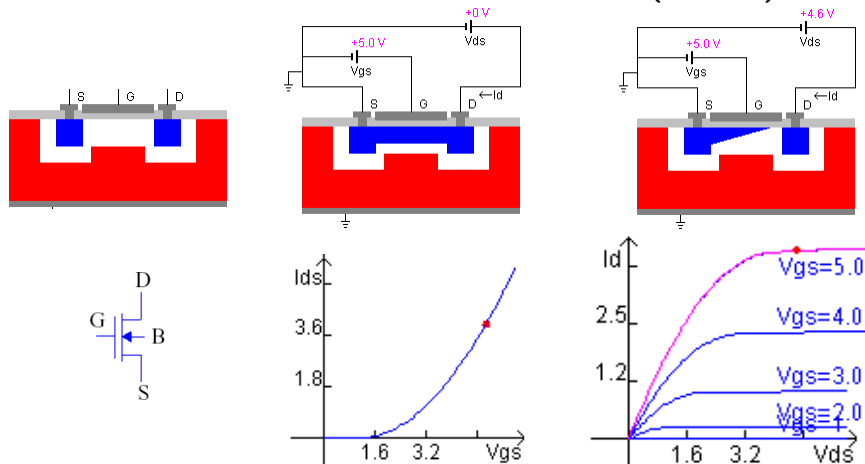 S G D
+0 V
Vds
+5.0 V
Vgs
S G D ←Id
+4.6 V
Vds
+5.0 V
Vgs
S G D ←Id
D
G B
S
Ids
3.6
1.8
1.6 3.2 Vgs
Id
2.5
1.2
Vgs=5.0
Vgs=4.0
Vgs=3.0
Vgs=2.0
Vgs=1
1.6 3.2 Vds